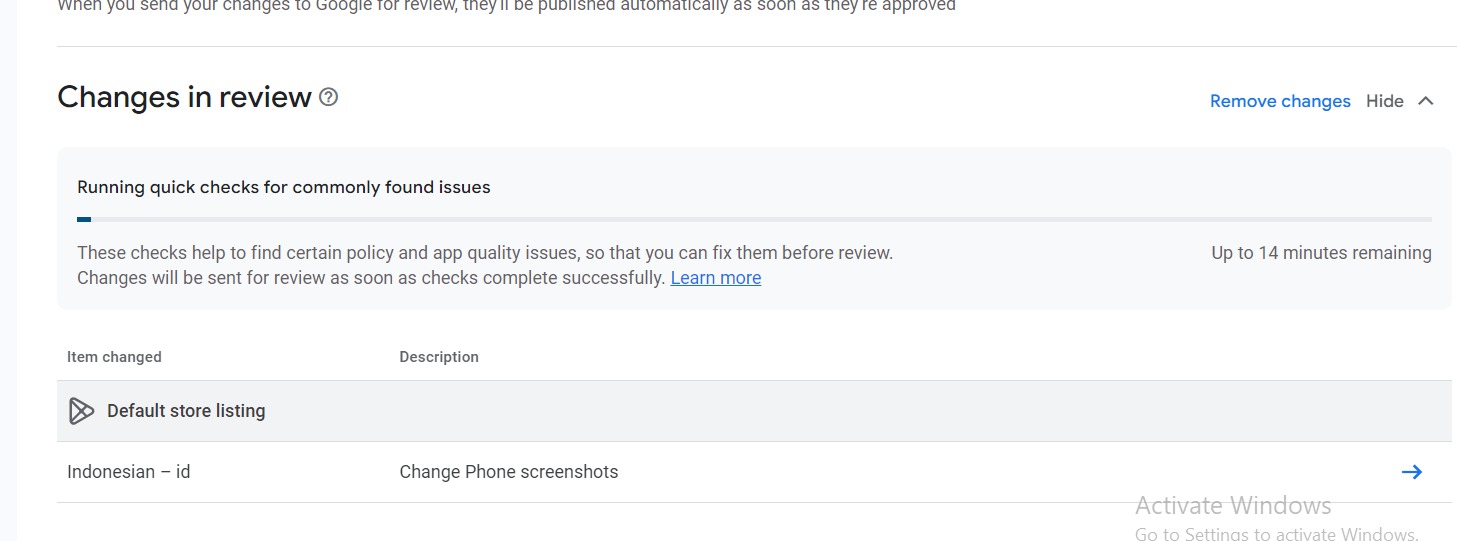 When you send your changes to Google for review, they'll be published automatically as soon as they're approved
Changes in review
Remove changes Hide
Running quick checks for commonly found issues
These checks help to find certain policy and app quality issues, so that you can fix them before review.
Up to 14 minutes remaining
Changes will be sent for review as soon as checks complete successfully. Learn more
Item changed Description
Default store listing
Indonesian – id Change Phone screenshots
Activate Windows
Go to Settings to activate Windows.